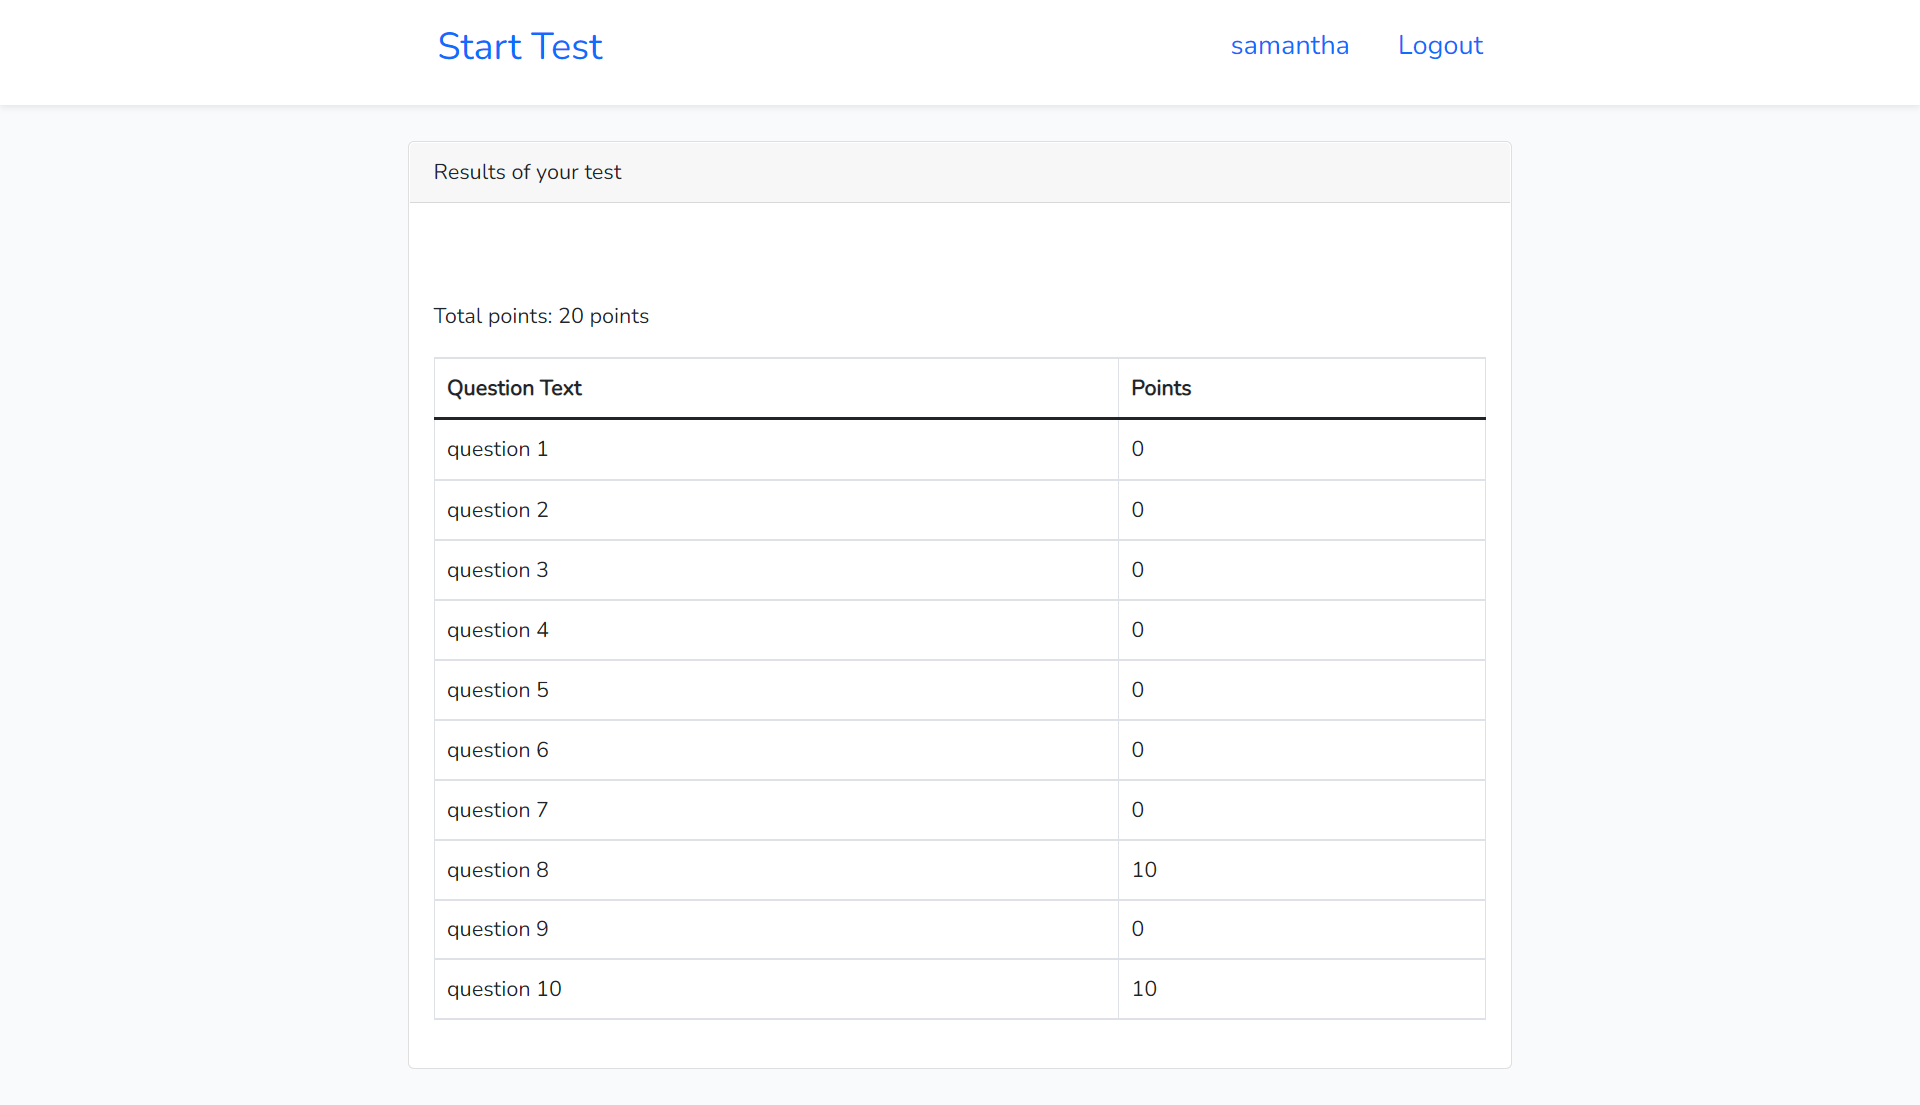 Start Test samantha Logout
Results of your test
Total points: 20 points
Question Text Points
question 1 0
question 2 0
question 3 0
question 4 0
question 5 0
question 6 0
question 7 0
question 8 10
question 9 0
question 10 10